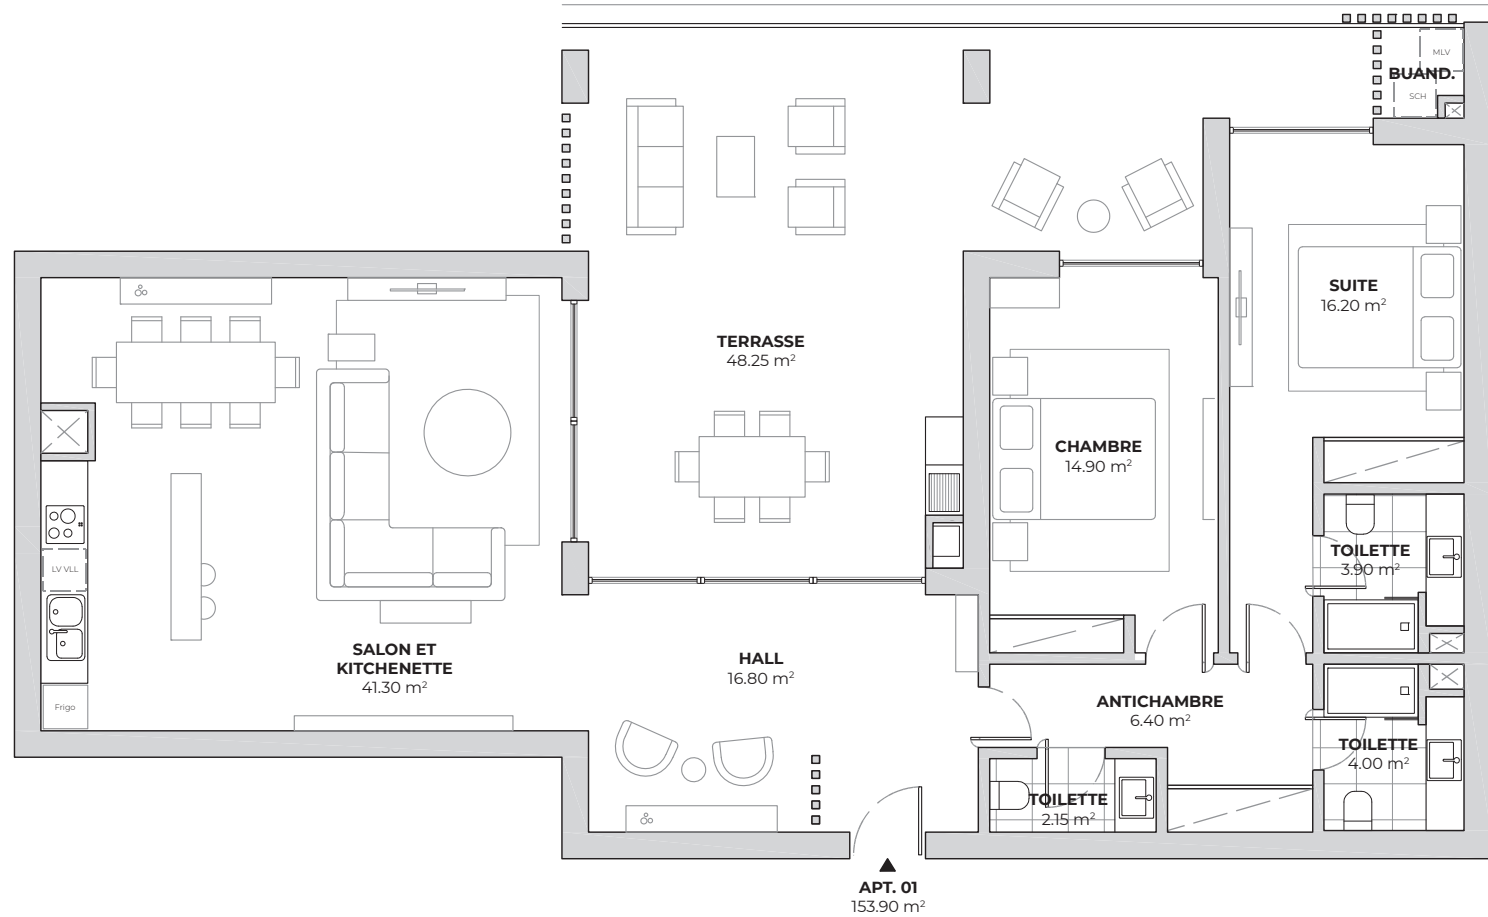 MLV
BUAND.
SCH
SUITE
16.20 m²
TERRASSE
48.25 m²
CHAMBRE
14.90 m²
TOILETTE
3.90 m²
LV VLL
SALON ET
KITCHENETTE
41.30 m²
HALL
16.80 m²
Frigo
ANTICHAMBRE
6.40 m²
TOILETTE
4.00 m²
TOILETTE
2.15 m²
APT. 01
153.90 m²